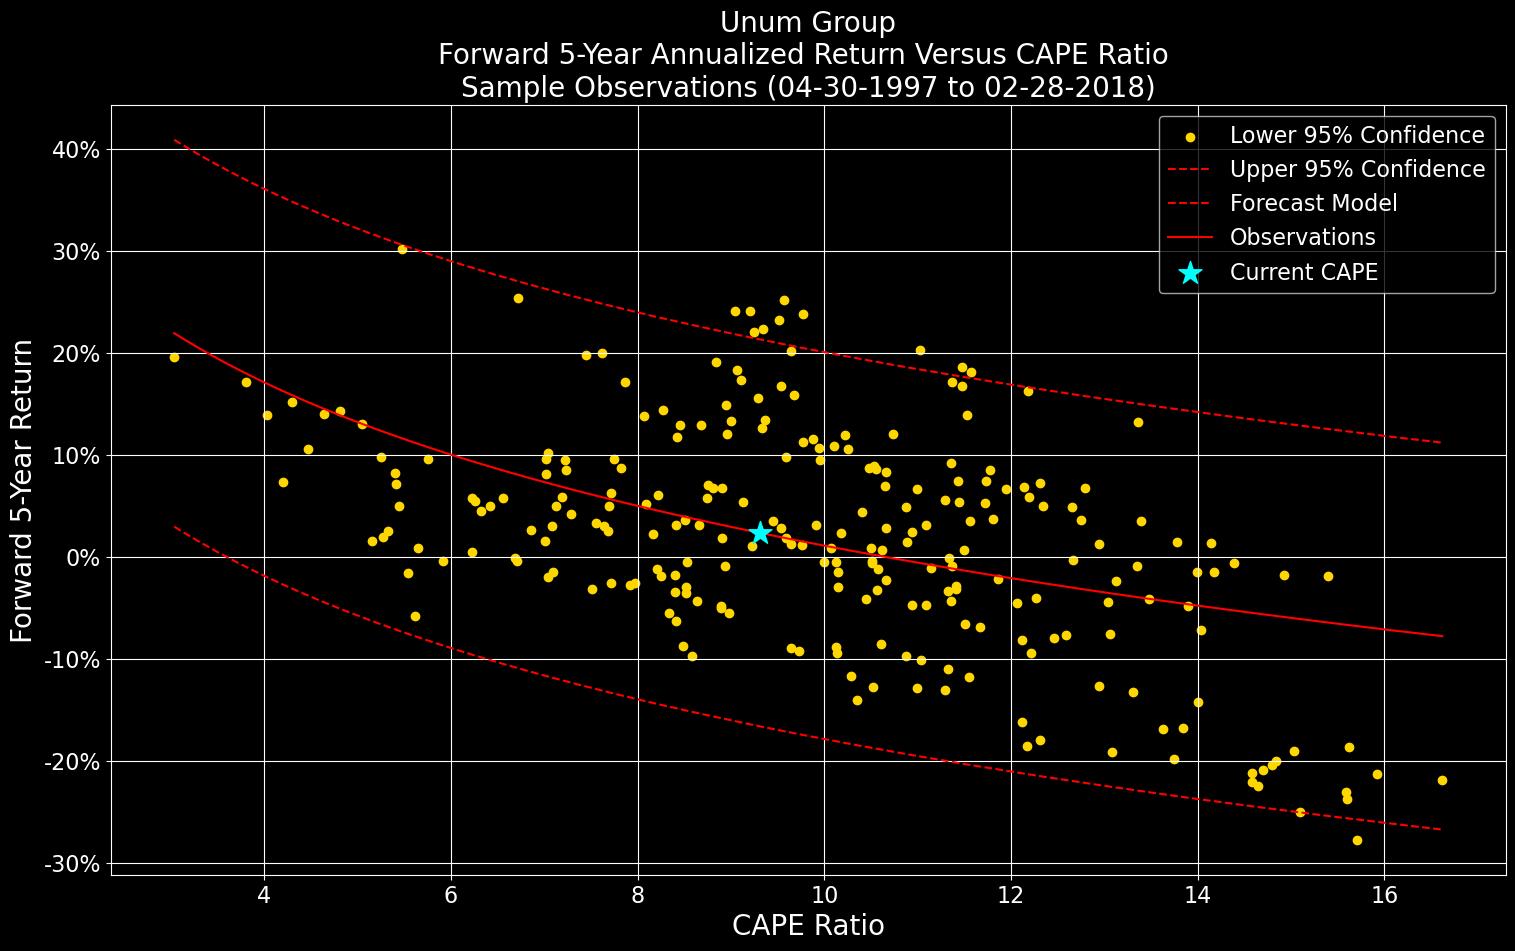 Unum Group
Forward 5-Year Annualized Return Versus CAPE Ratio
Sample Observations (04-30-1997 to 02-28-2018)
Lower 95% Confidence
Upper 95% Confidence
Forecast Model
Observations
Current CAPE
Forward 5-Year Return
40%
30%
20%
10%
0%
-10%
-20%
-30%
4 6 8 10 12 14 16
CAPE Ratio